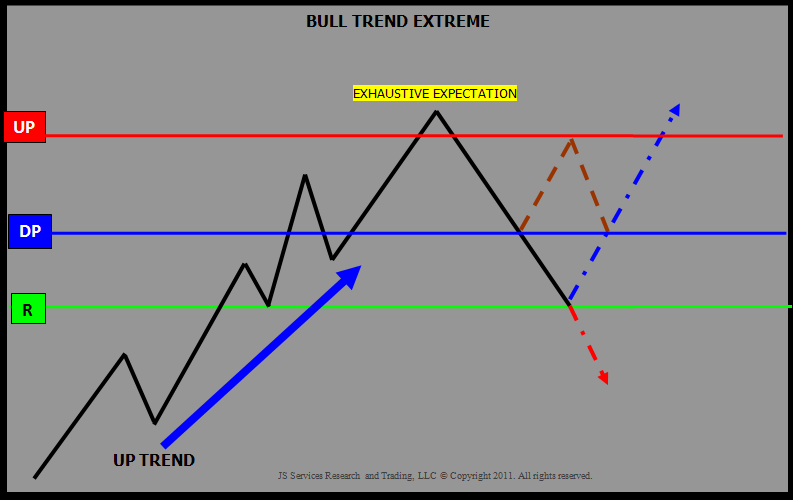 BULL TREND EXTREME
EXHAUSTIVE EXPECTATION
UP
DP
R
UP TREND
JS Services Research and Trading, LLC © Copyright 2011. All rights reserved.